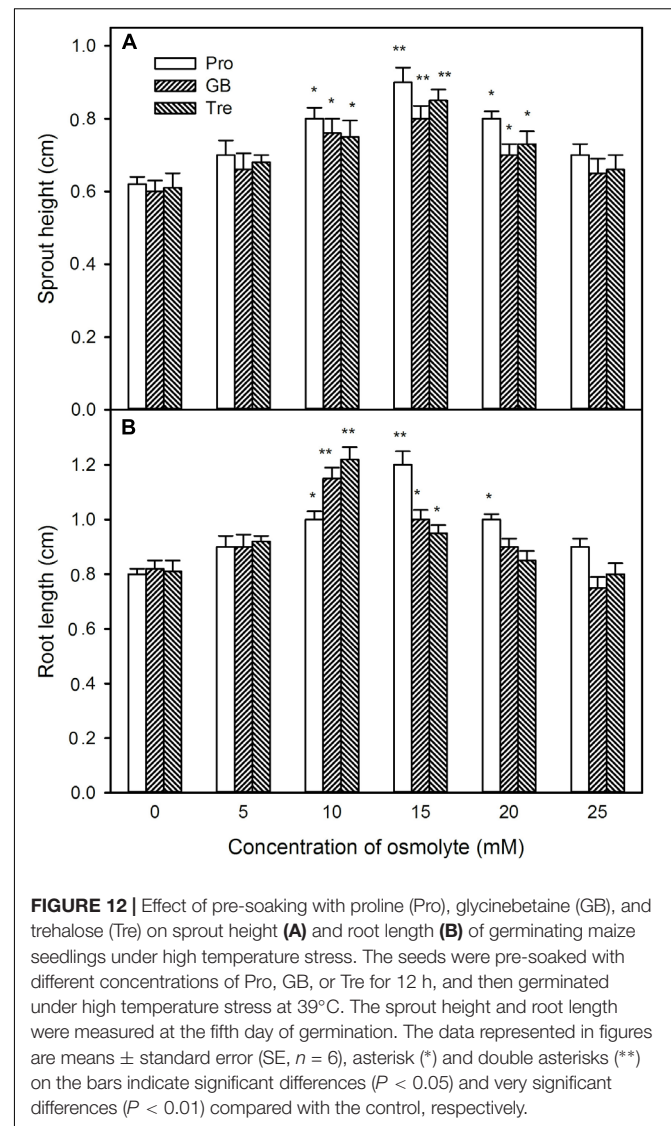 A
Pro
GB
Tre
Sprout height (cm)
1.0
0.8
0.6
0.4
0.2
0.0
* * *
** ** **
* * *
B
Root length (cm)
1.2
1.0
0.8
0.6
0.4
0.2
0.0
* ** **
** * *
*
0 5 10 15 20 25
Concentration of osmolyte (mM)
FIGURE 12 | Effect of pre-soaking with proline (Pro), glycinebetaine (GB), and
trehalose (Tre) on sprout height (A) and root length (B) of germinating maize
seedlings under high temperature stress. The seeds were pre-soaked with
different concentrations of Pro, GB, or Tre for 12 h, and then germinated
under high temperature stress at 39°C. The sprout height and root length
were measured at the fifth day of germination. The data represented in figures
are means ± standard error (SE, n = 6), asterisk (*) and double asterisks (**)
on the bars indicate significant differences (P < 0.05) and very significant
differences (P < 0.01) compared with the control, respectively.